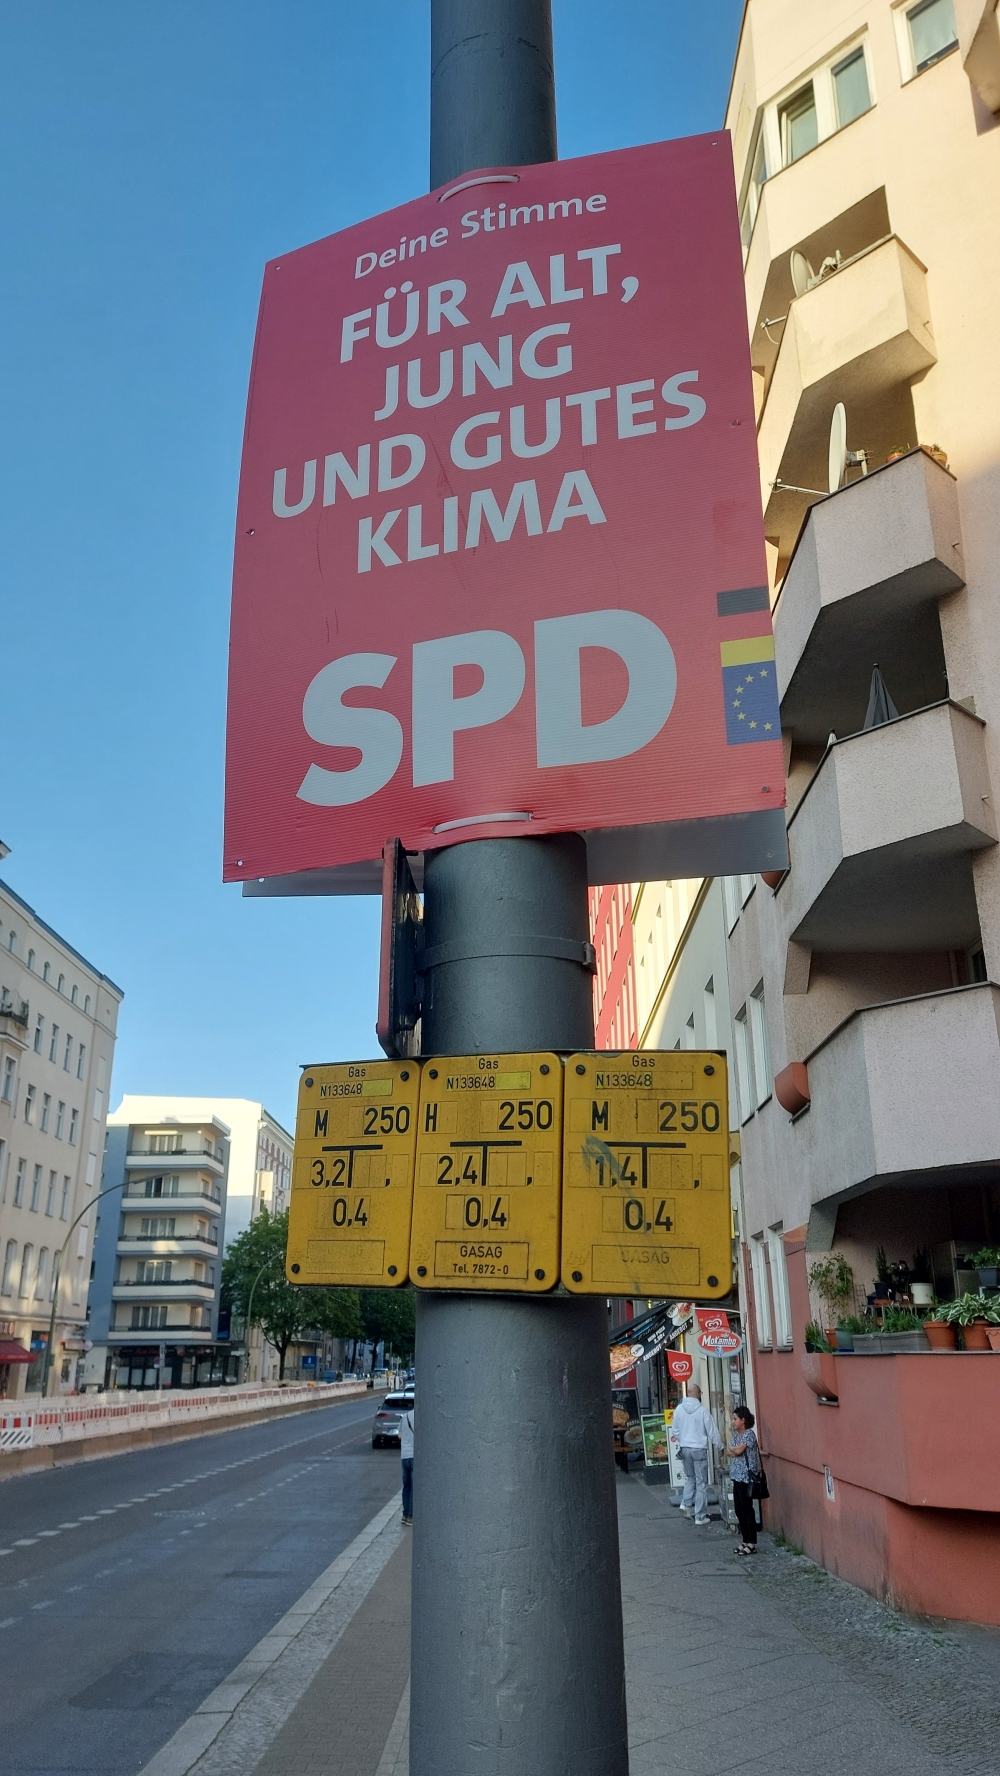 Deine Stimme
FÜR ALT,
JUNG
UND GUTES
KLIMA
SPD
Gas
N133648
M 250
3,2 ,
0,4
GASAG
Gas
N133648
H 250
2,4 ,
0,4
GASAG
Tel. 7872-0
Gas
N133648
M 250
1,4 ,
0,4
GASAG
Mokambo